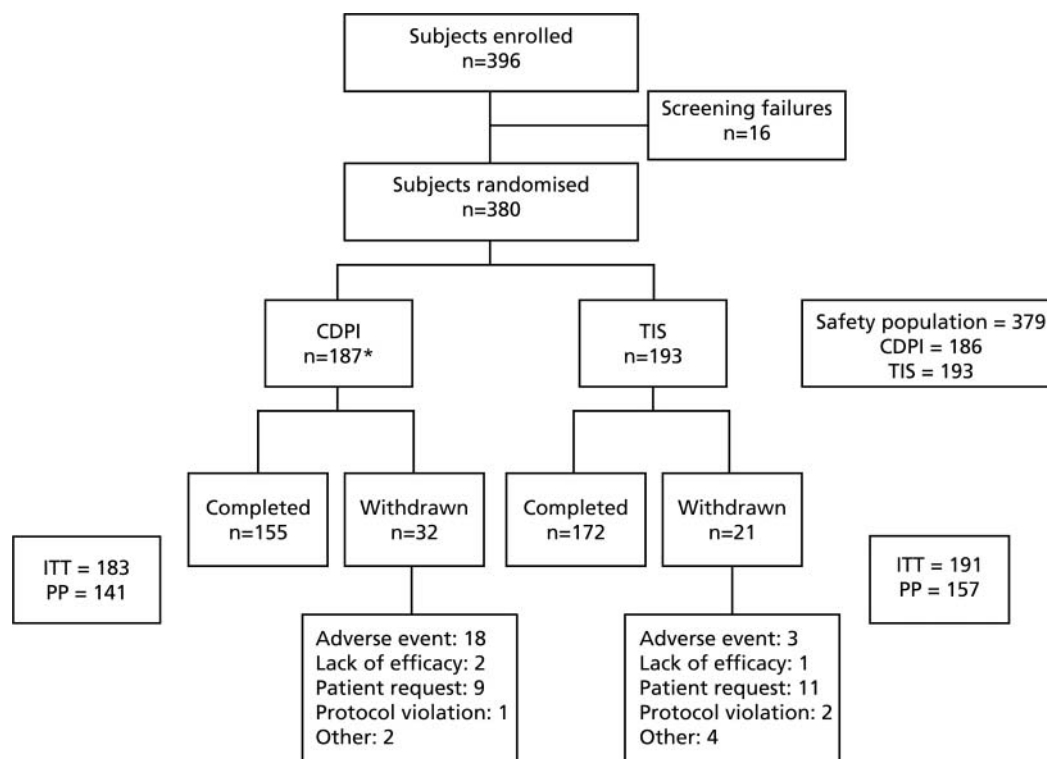 Subjects enrolled
n=396
Screening failures
n=16
Subjects randomised
n=380
CDPI
n=187*
TIS
n=193
Safety population = 379
CDPI = 186
TIS = 193
Completed
n=155
Withdrawn
n=32
Completed
n=172
Withdrawn
n=21
ITT = 183
PP = 141
ITT = 191
PP = 157
Adverse event: 18
Lack of efficacy: 2
Patient request: 9
Protocol violation: 1
Other: 2
Adverse event: 3
Lack of efficacy: 1
Patient request: 11
Protocol violation: 2
Other: 4